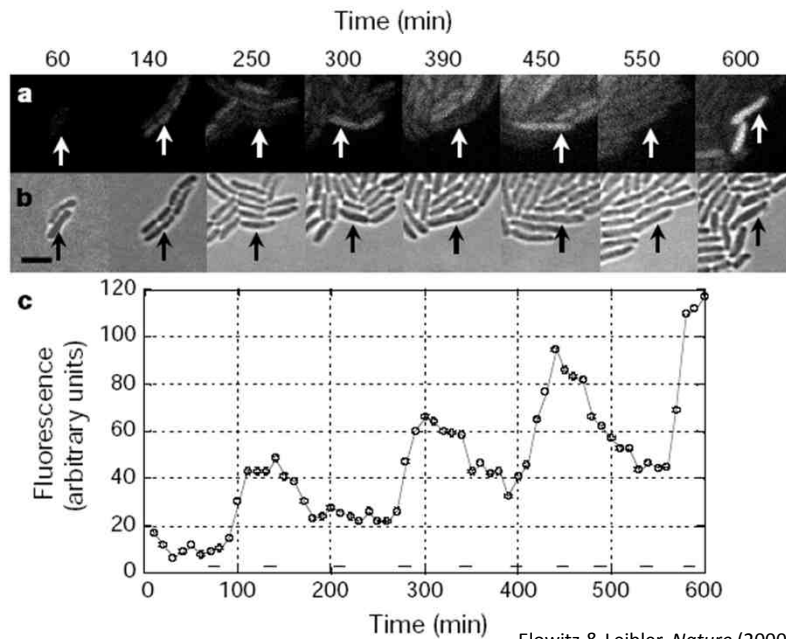 Time (min)
60 140 250 300 390 450 550 600
a
b
c
120
100
80
60
40
20
0
Fluorescence
(arbitrary units)
0 100 200 300 400 500 600
Time (min)
Elowitz & Leibler, Nature (2000